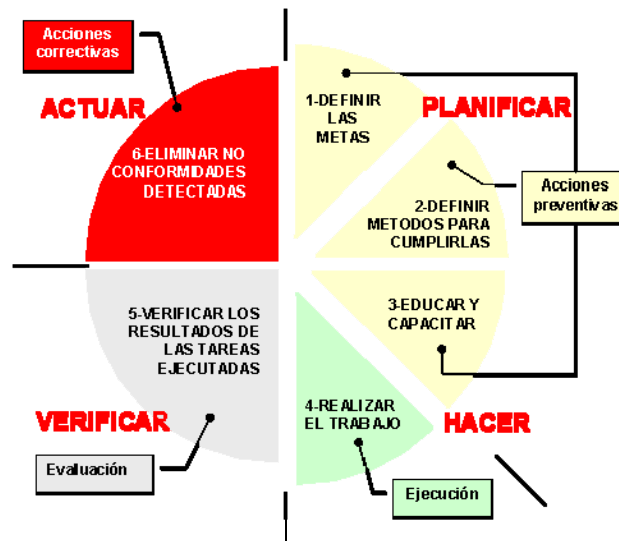 Acciones
correctivas
ACTUAR
PLANIFICAR
1-DEFINIR
LAS
METAS
6-ELIMINAR NO
CONFORMIDADES
DETECTADAS
2-DEFINIR
METODOS PARA
CUMPLIRLAS
Acciones
preventivas
3-EDUCAR Y
CAPACITAR
5-VERIFICAR LOS
RESULTADOS DE
LAS TAREAS
EJECUTADAS
4-REALIZAR
EL TRABAJO
VERIFICAR
HACER
Evaluación
Ejecución